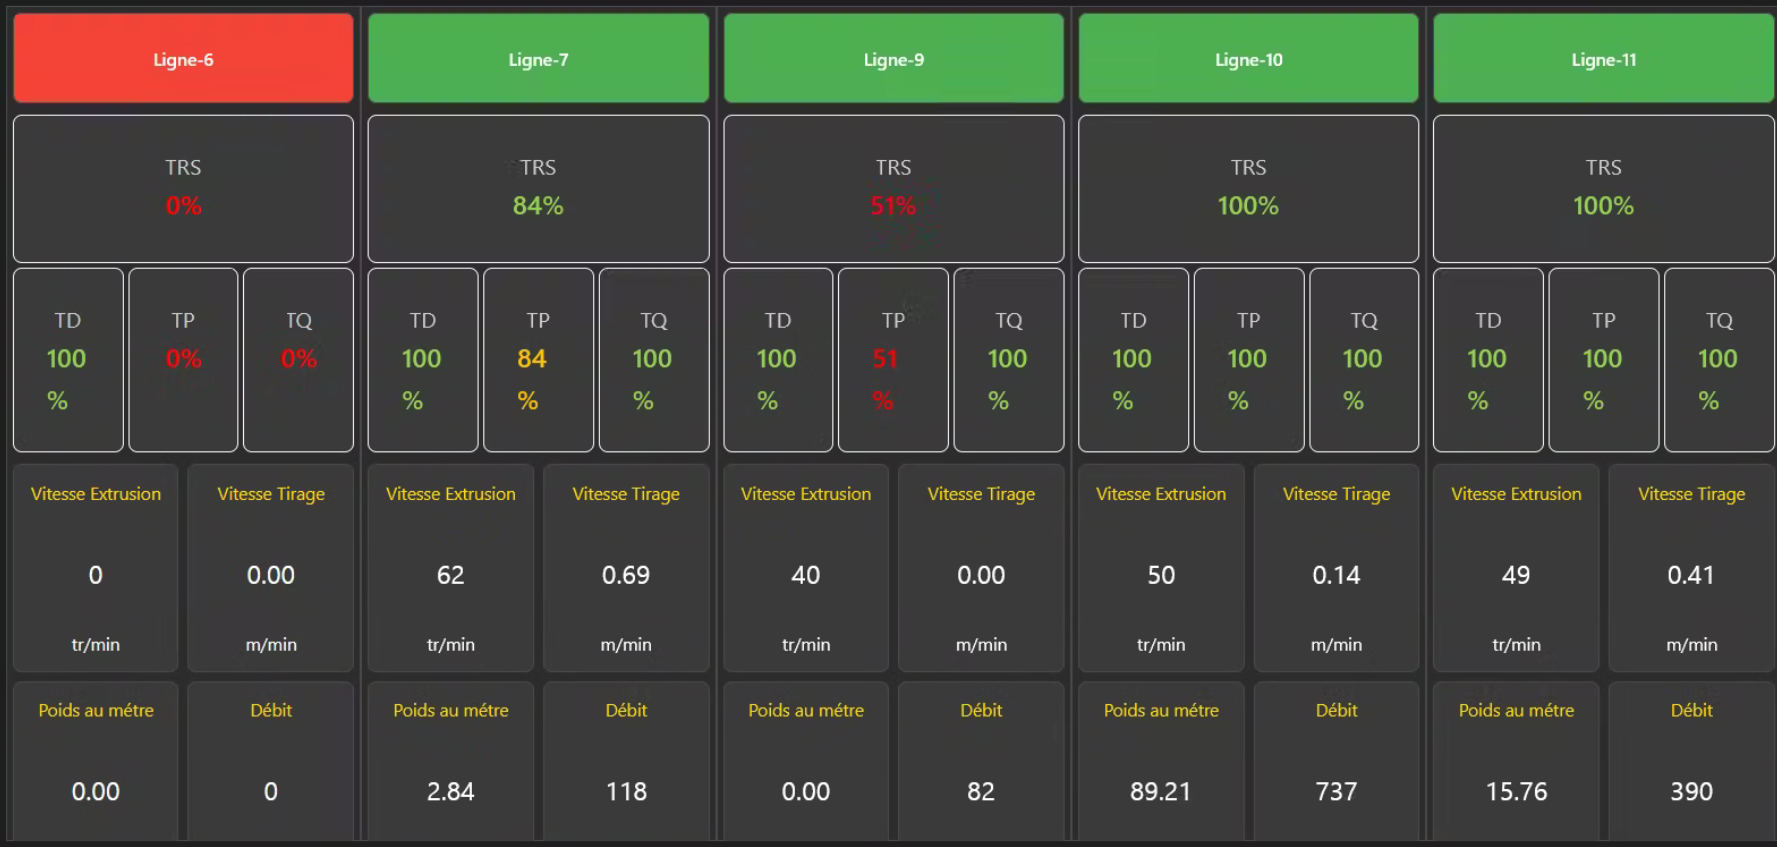 Ligne-6
Ligne-7
Ligne-9
Ligne-10
Ligne-11
TRS
0%
TRS
84%
TRS
51%
TRS
100%
TRS
100%
TD
100
%
TP
0%
TQ
0%
TD
100
%
TP
84
%
TQ
100
%
TD
100
%
TP
51
%
TQ
100
%
TD
100
%
TP
100
%
TQ
100
%
TD
100
%
TP
100
%
TQ
100
%
Vitesse Extrusion
0
tr/min
Vitesse Tirage
0.00
m/min
Vitesse Extrusion
62
tr/min
Vitesse Tirage
0.69
m/min
Vitesse Extrusion
40
tr/min
Vitesse Tirage
0.00
m/min
Vitesse Extrusion
50
tr/min
Vitesse Tirage
0.14
m/min
Vitesse Extrusion
49
tr/min
Vitesse Tirage
0.41
m/min
Poids au métre
0.00
Débit
0
Poids au métre
2.84
Débit
118
Poids au métre
0.00
Débit
82
Poids au métre
89.21
Débit
737
Poids au métre
15.76
Débit
390